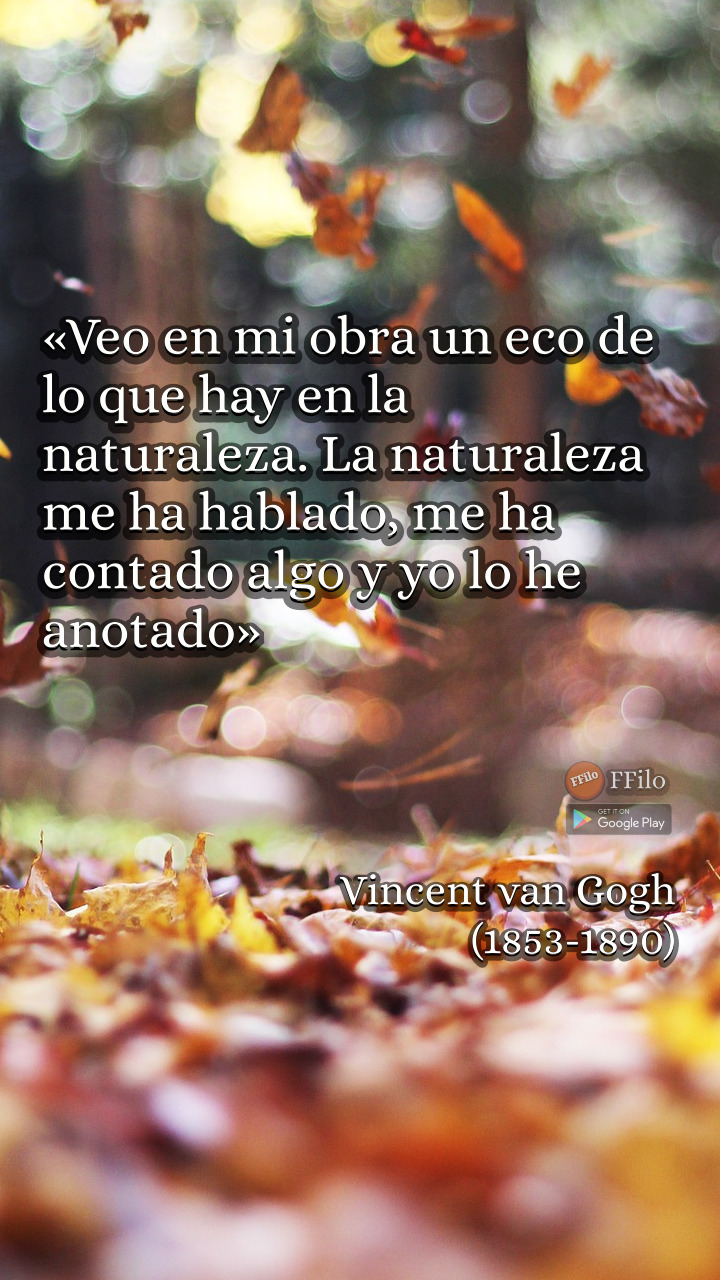 «Veo en mi obra un eco de
lo que hay en la
naturaleza. La naturaleza
me ha hablado, me ha
contado algo y yo lo he
anotado»
FFilo FFilo
GET IT ON
Google Play
Vincent van Gogh
(1853-1890)